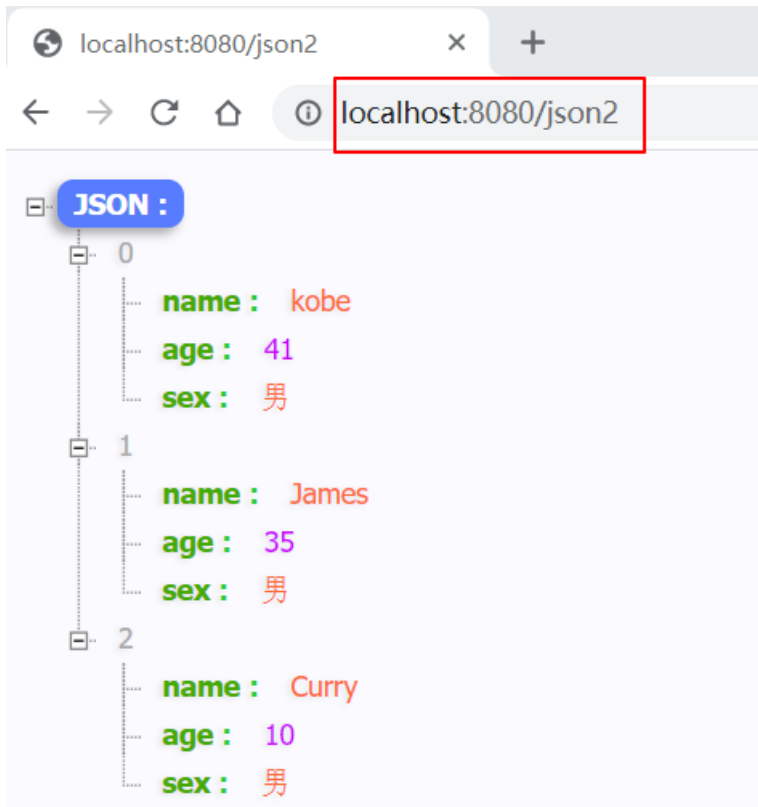 localhost:8080/json2
localhost:8080/json2
JSON :
0
name : kobe
age : 41
sex : 男
1
name : James
age : 35
sex : 男
2
name : Curry
age : 10
sex : 男